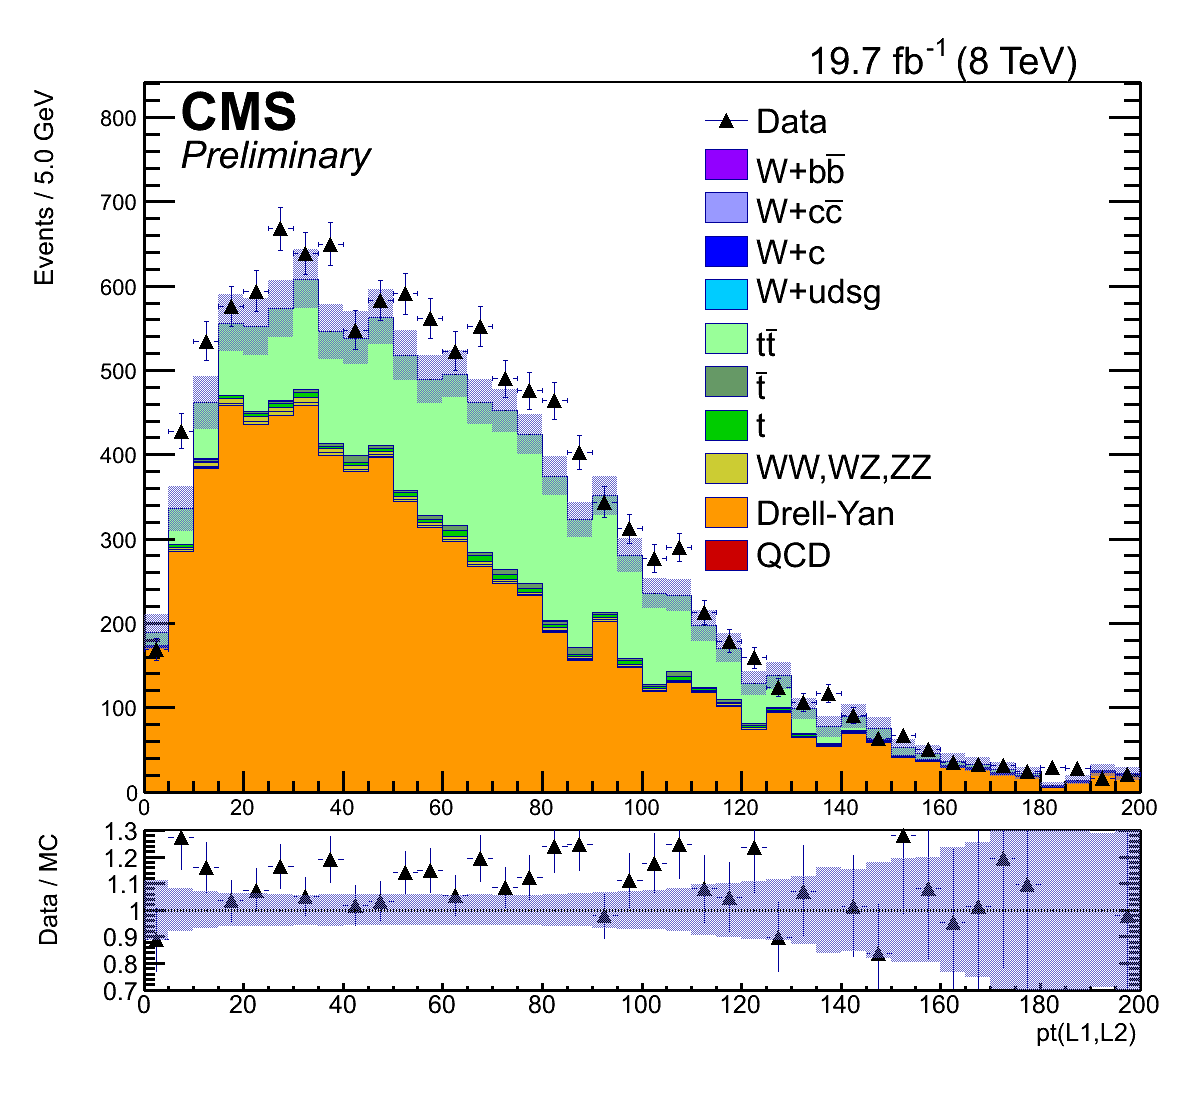 19.7 fb⁻¹ (8 TeV)
CMS
Preliminary
Events / 5.0 GeV
800
700
600
500
400
300
200
100
0
Data
W+bb̅
W+cc̅
W+c
W+udsg
tt̅
t̅
t
WW,WZ,ZZ
Drell-Yan
QCD
0 20 40 60 80 100 120 140 160 180 200
Data / MC
1.3
1.2
1.1
1
0.9
0.8
0.7
0 20 40 60 80 100 120 140 160 180 200
pt(L1,L2)